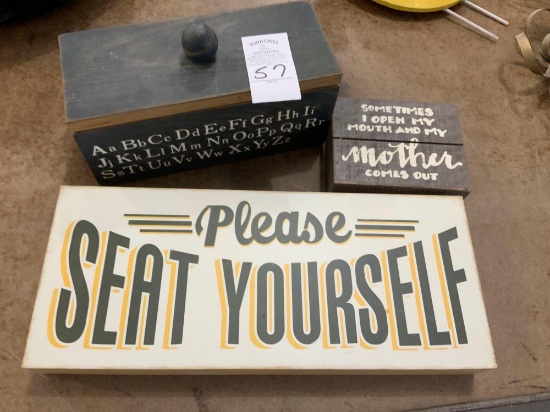 57
Aa Bb Cc Dd Ee Ff Gg Hh Ii
Jj Kk Ll Mm Nn Oo Pp Qq Rr
Ss Tt Uu Vv Ww Xx Yy Zz
SOMETIMES
I OPEN MY
MOUTH AND MY
mother
COMES OUT
Please
SEAT YOURSELF